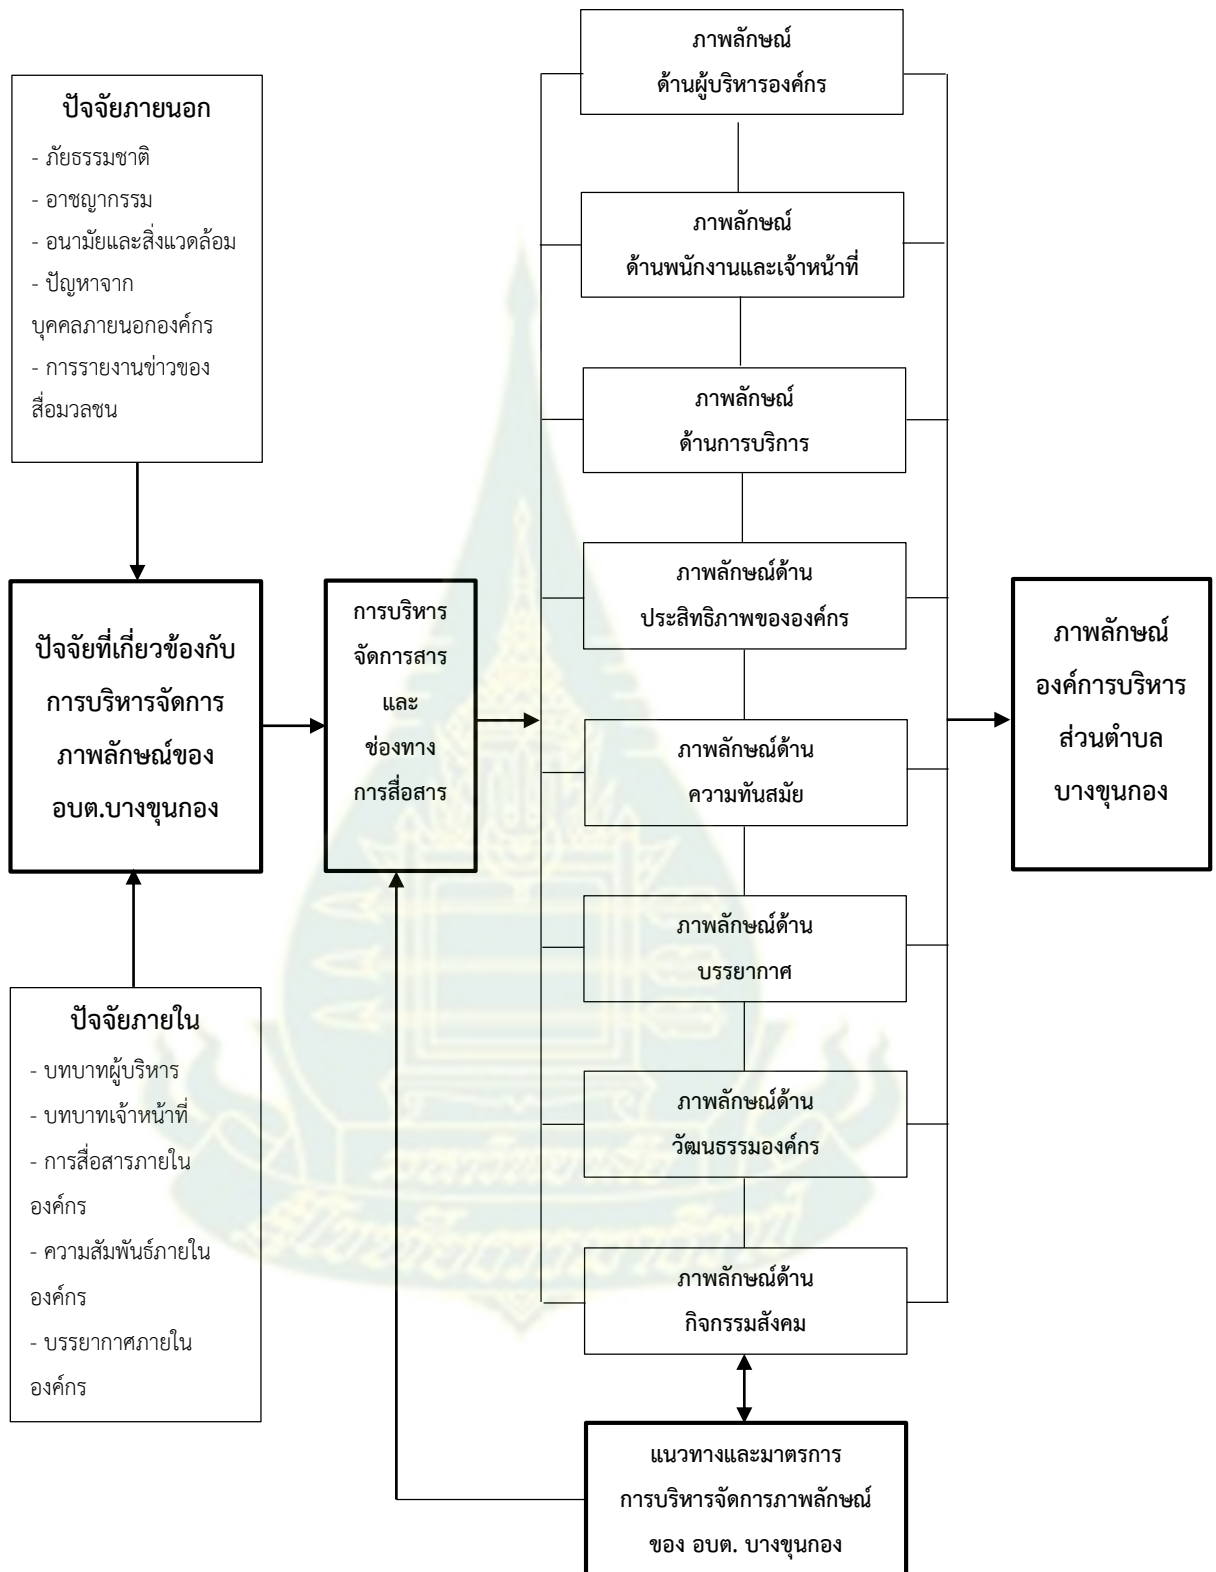 ปัจจัยภายนอก
- ภัยธรรมชาติ
- อาชญากรรม
- อนามัยและสิ่งแวดล้อม
- ปัญหาจาก
บุคคลภายนอกองค์กร
- การรายงานข่าวของ
สื่อมวลชน
ปัจจัยที่เกี่ยวข้องกับ
การบริหารจัดการ
ภาพลักษณ์ของ
อบต.บางขุนกอง
ปัจจัยภายใน
- บทบาทผู้บริหาร
- บทบาทเจ้าหน้าที่
- การสื่อสารภายใน
องค์กร
- ความสัมพันธ์ภายใน
องค์กร
- บรรยากาศภายใน
องค์กร
การบริหาร
จัดการสาร
และ
ช่องทาง
การสื่อสาร
ภาพลักษณ์
ด้านผู้บริหารองค์กร
ภาพลักษณ์
ด้านพนักงานและเจ้าหน้าที่
ภาพลักษณ์
ด้านการบริการ
ภาพลักษณ์ด้าน
ประสิทธิภาพขององค์กร
ภาพลักษณ์ด้าน
ความทันสมัย
ภาพลักษณ์ด้าน
บรรยากาศ
ภาพลักษณ์ด้าน
วัฒนธรรมองค์กร
ภาพลักษณ์ด้าน
กิจกรรมสังคม
แนวทางและมาตรการ
การบริหารจัดการภาพลักษณ์
ของ อบต. บางขุนกอง
ภาพลักษณ์
องค์การบริหาร
ส่วนตำบล
บางขุนกอง